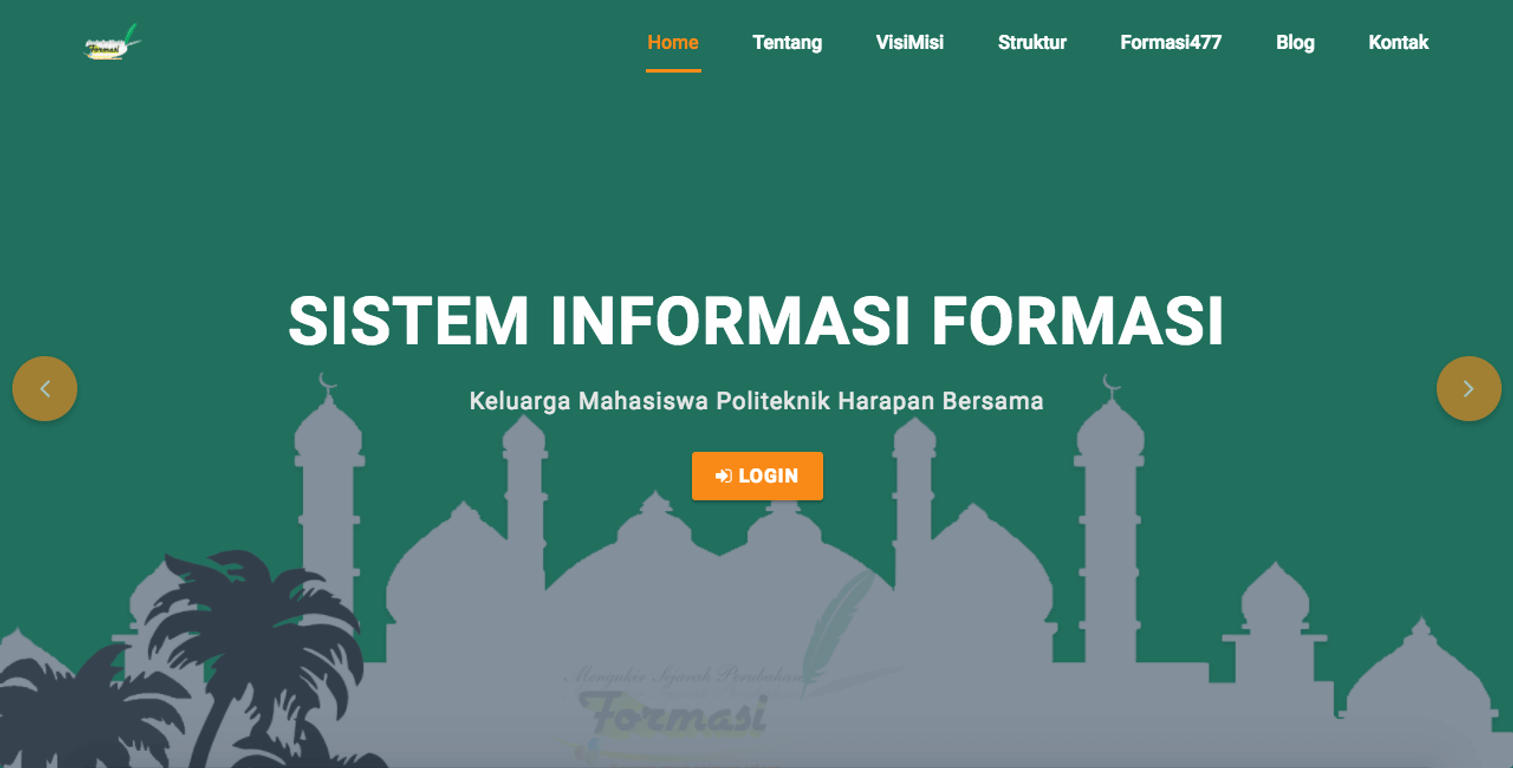 Formasi
Home Tentang VisiMisi Struktur Formasi477 Blog Kontak
SISTEM INFORMASI FORMASI
Keluarga Mahasiswa Politeknik Harapan Bersama
LOGIN
Mengukir Sejarah Perubahan
Formasi